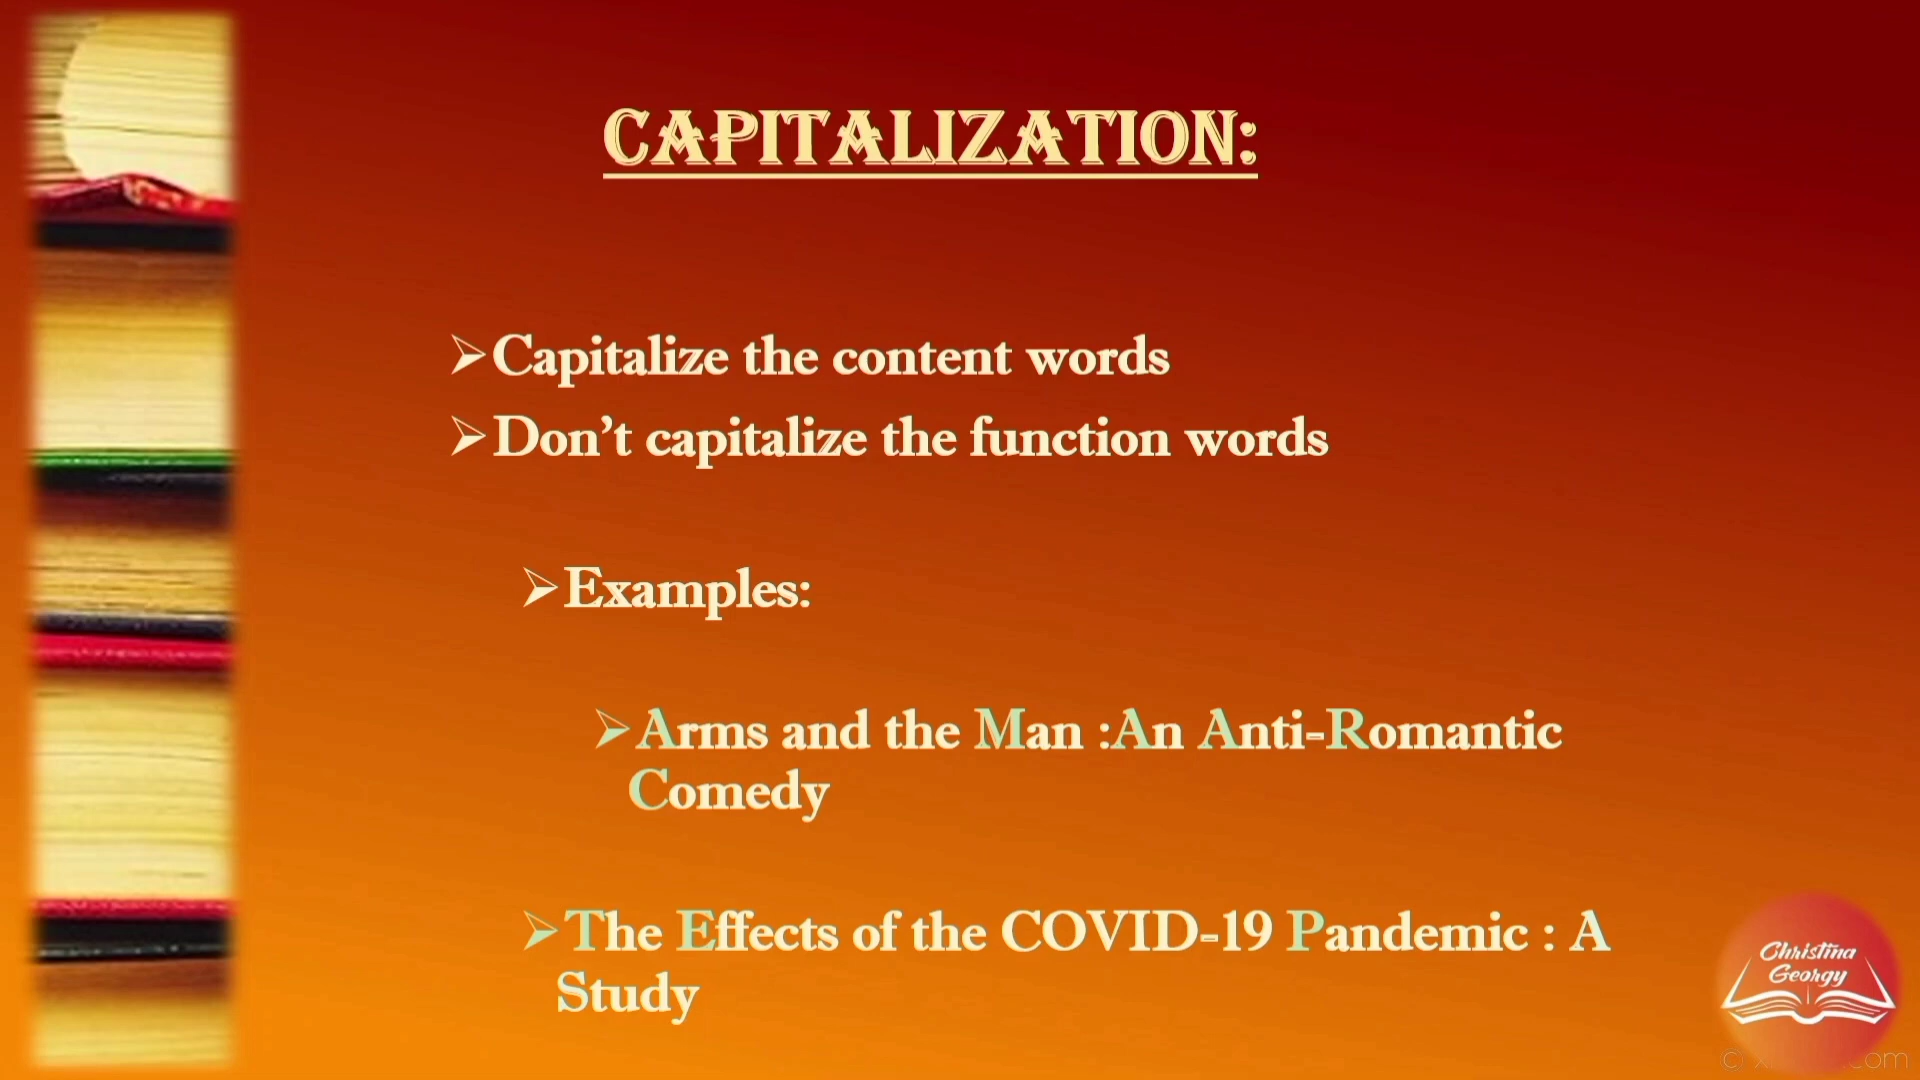 CAPITALIZATION:
➢Capitalize the content words
➢Don’t capitalize the function words
➢Examples:
➢Arms and the Man :An Anti-Romantic
Comedy
➢The Effects of the COVID-19 Pandemic : A
Study
Christina
Georgy